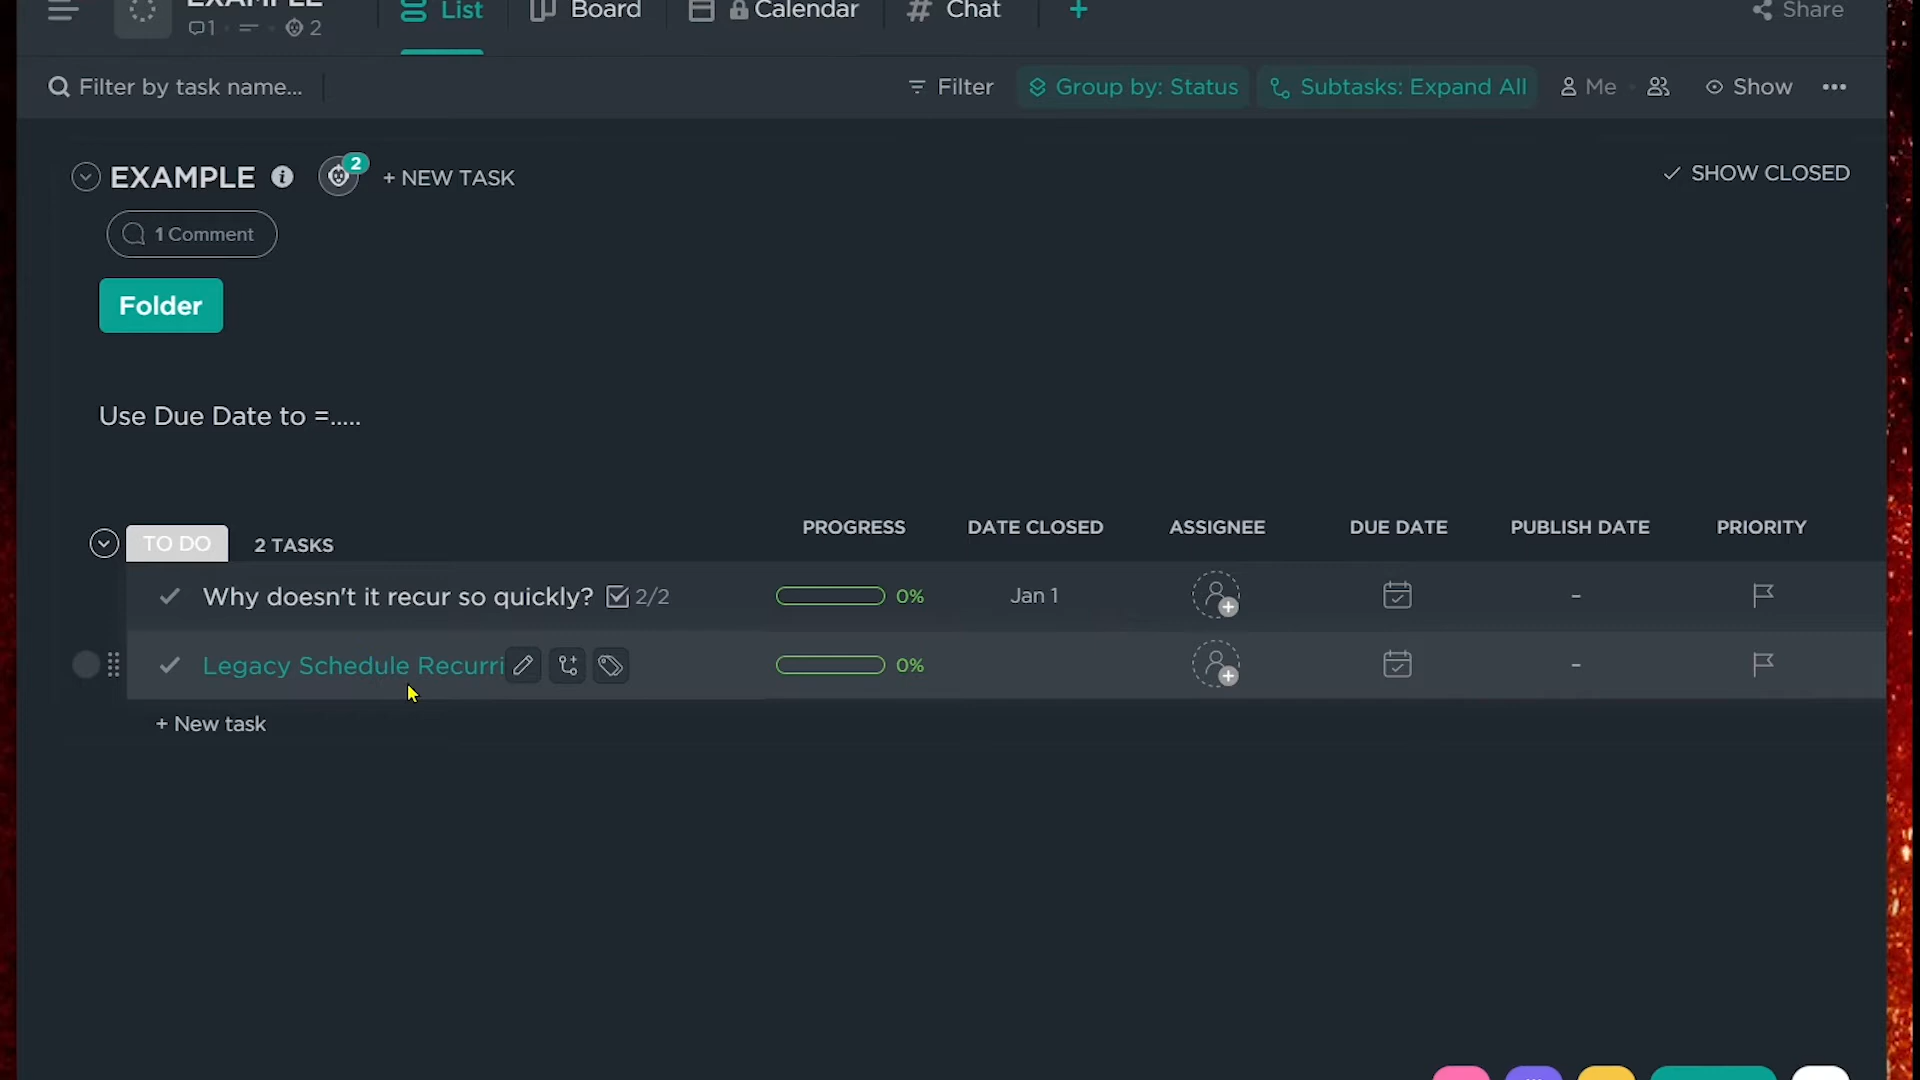 EXAMPLE
List
Board
Calendar
Chat
+
Share
1
2
Filter by task name...
Filter
Group by: Status
Subtasks: Expand All
Me
Show
EXAMPLE
2
+ NEW TASK
SHOW CLOSED
1 Comment
Folder
Use Due Date to =.....
TO DO
2 TASKS
PROGRESS
DATE CLOSED
ASSIGNEE
DUE DATE
PUBLISH DATE
PRIORITY
Why doesn't it recur so quickly?
2/2
0%
Jan 1
–
Legacy Schedule Recurri
0%
–
+ New task